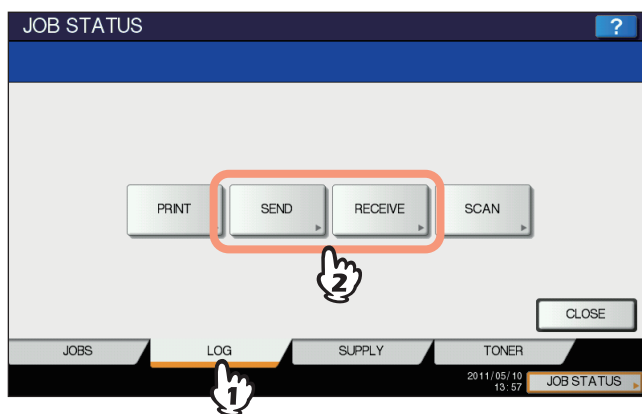 JOB STATUS ?
PRINT SEND RECEIVE SCAN
2
CLOSE
JOBS LOG SUPPLY TONER
1
2011/05/10
13:57
JOB STATUS